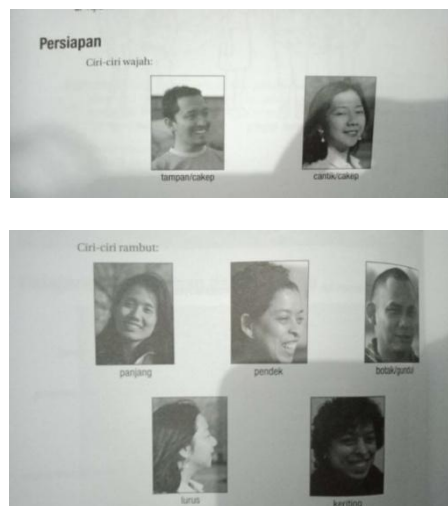 Persiapan
Ciri-ciri wajah:
tampan/cakep
cantik/cakep
Ciri-ciri rambut:
panjang
pendek
botak/gundul
lurus
keriting